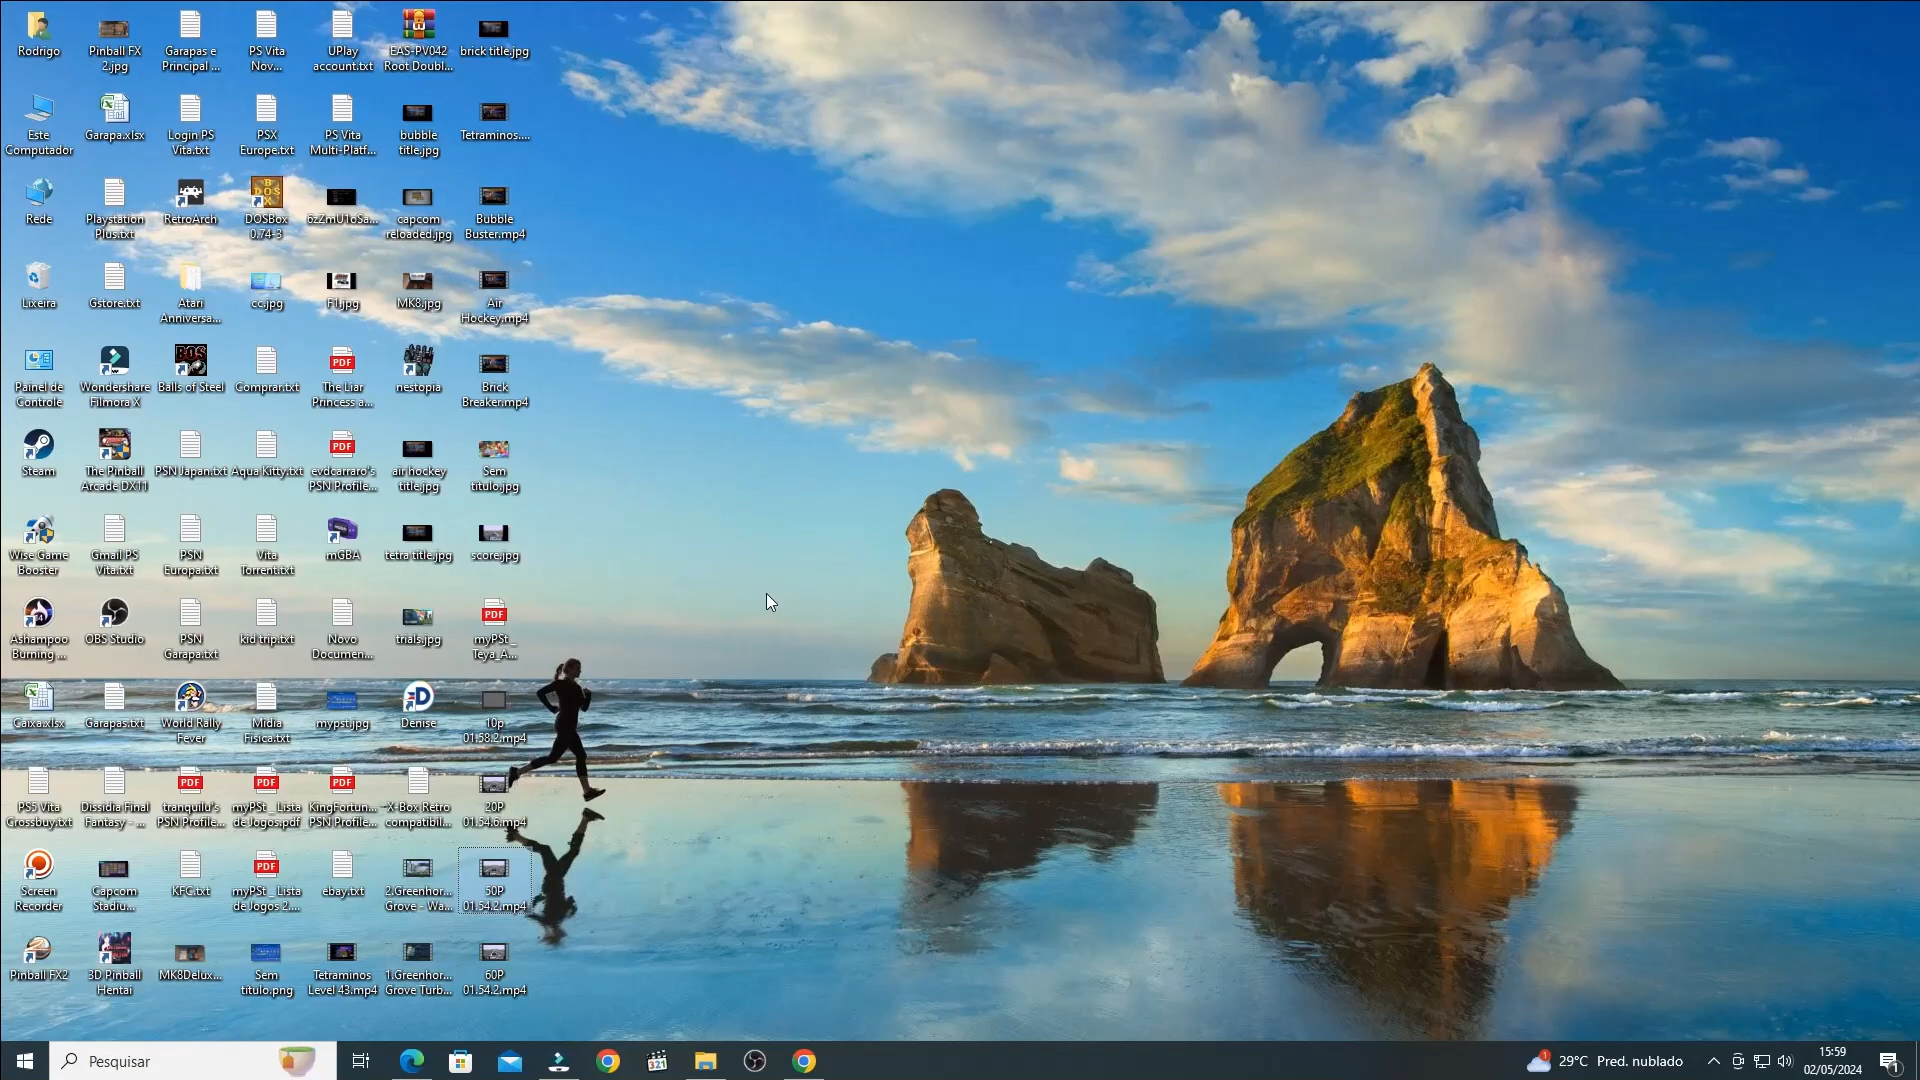 Rodrigo
Pinball FX
2.jpg
Garapas e
Principal ...
PS Vita
Nov...
UPlay
account.txt
EAS-PV042
Root Doubl...
brick title.jpg
Este
Computador
Garapa.xlsx
Login PS
Vita.txt
PSX
Europe.txt
PS Vita
Multi-Platf...
bubble
title.jpg
Tetraminos....
Rede
Playstation
Plus.txt
RetroArch
DOSBox
0.74-3
6zZmU1oSa...
capcom
reloaded.jpg
Bubble
Buster.mp4
Lixeira
Gstore.txt
Atari
Anniversa...
cc.jpg
F1.jpg
MK8.jpg
Air
Hockey.mp4
Painel de
Controle
Wondershare
Filmora X
Balls of Steel
Comprar.txt
The Liar
Princess a...
nestopia
Brick
Breaker.mp4
Steam
The Pinball
Arcade DX11
PSN Japan.txt
Aqua Kitty.txt
evdcarraro's
PSN Profile...
air hockey
title.jpg
Sem
título.jpg
Wise Game
Booster
Gmail PS
Vita.txt
PSN
Europa.txt
Vita
Torrent.txt
mGBA
tetra title.jpg
score.jpg
Ashampoo
Burning ...
OBS Studio
PSN
Garapa.txt
kid trip.txt
Novo
Documen...
trials.jpg
myPSt_
Teya_A...
Caixa.xlsx
Garapas.txt
World Rally
Fever
Midia
Fisica.txt
mypst.jpg
Denise
10p
01.58.2.mp4
PS5 Vita
Crossbuy.txt
Dissidia Final
Fantasy - ...
tranquilu's
PSN Profile...
myPSt_ Lista
de Jogos.pdf
KingFortun...
PSN Profile...
X-Box Retro
compatibil...
20P
01.54.6.mp4
Screen
Recorder
Capcom
Stadiu...
KFC.txt
myPSt_ Lista
de Jogos 2....
ebay.txt
2.Greenhor...
Grove - Wa...
50P
01.54.2.mp4
Pinball FX2
3D Pinball
Hentai
MK8Delux...
Sem
título.png
Tetraminos
Level 43.mp4
1.Greenhor...
Grove Turb...
60P
01.54.2.mp4
Pesquisar
29°C Pred. nublado
15:59
02/05/2024